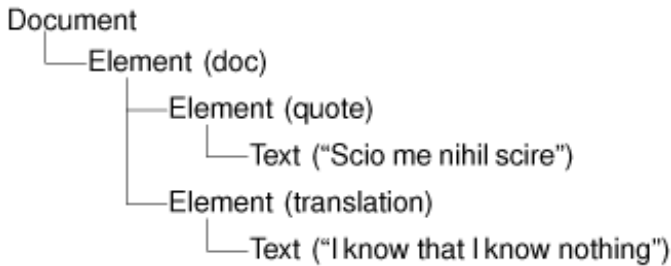 Document
Element (doc)
Element (quote)
Text (“Scio me nihil scire”)
Element (translation)
Text (“I know that I know nothing”)